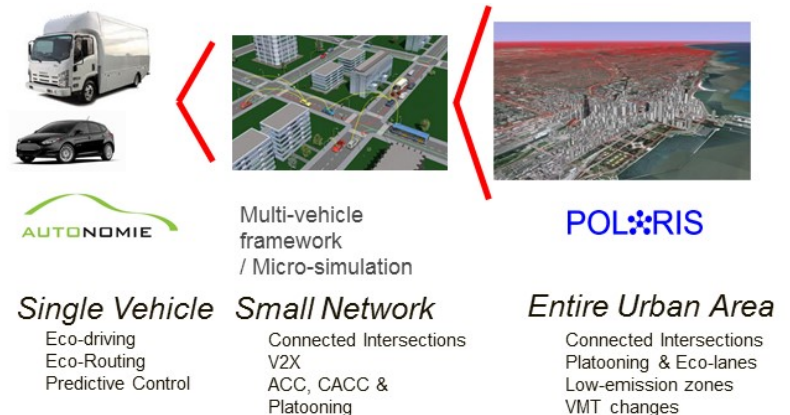 AUTONOMIE
Multi-vehicle
framework
/ Micro-simulation
POLARIS
Single Vehicle
Eco-driving
Eco-Routing
Predictive Control
Small Network
Connected Intersections
V2X
ACC, CACC &
Platooning
Entire Urban Area
Connected Intersections
Platooning & Eco-lanes
Low-emission zones
VMT changes